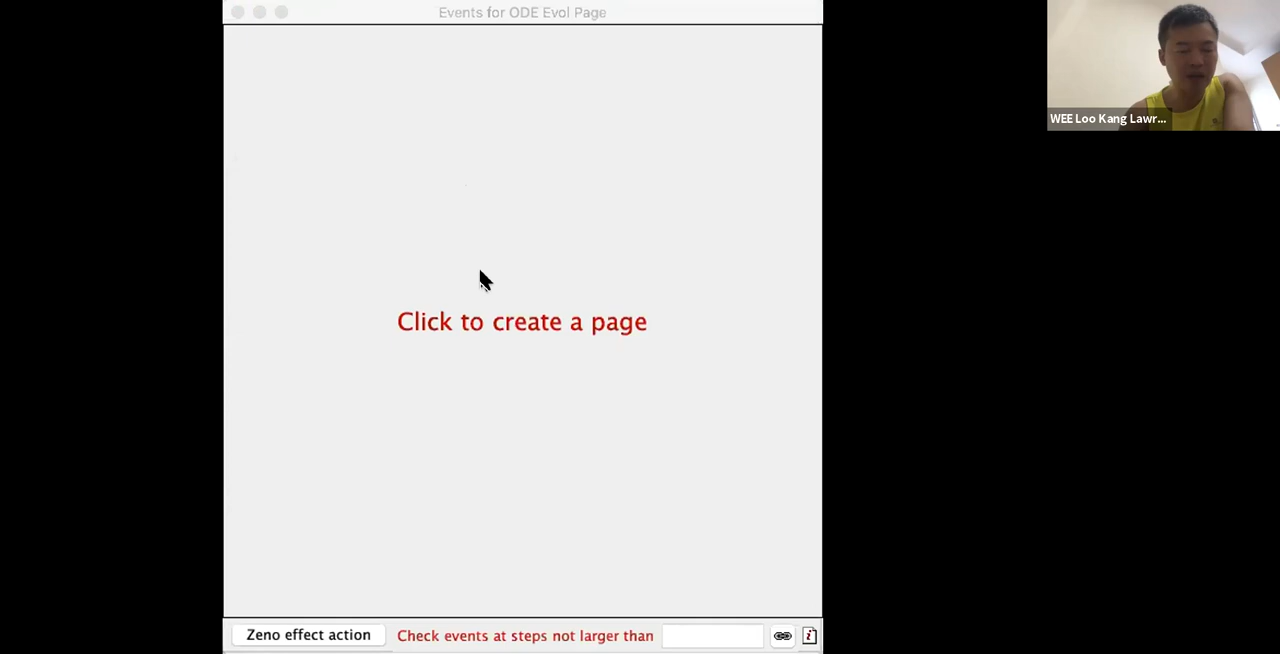 Events for ODE Evol Page
WEE Loo Kang Lawr...
Click to create a page
Zeno effect action
Check events at steps not larger than